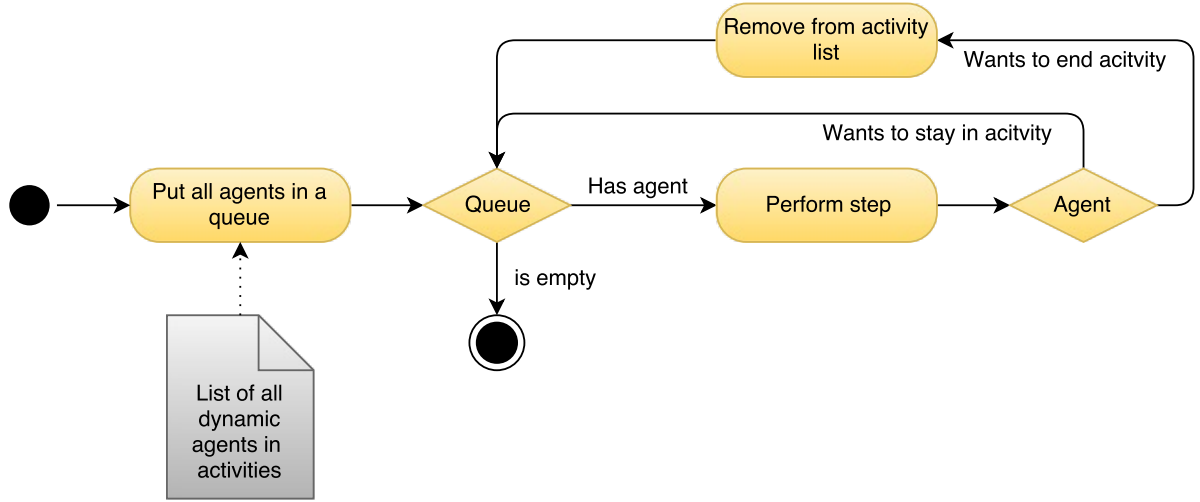 Remove from activity
list
Wants to end acitvity
Wants to stay in acitvity
Put all agents in a
queue
Queue
Has agent
Perform step
Agent
is empty
List of all
dynamic
agents in
activities